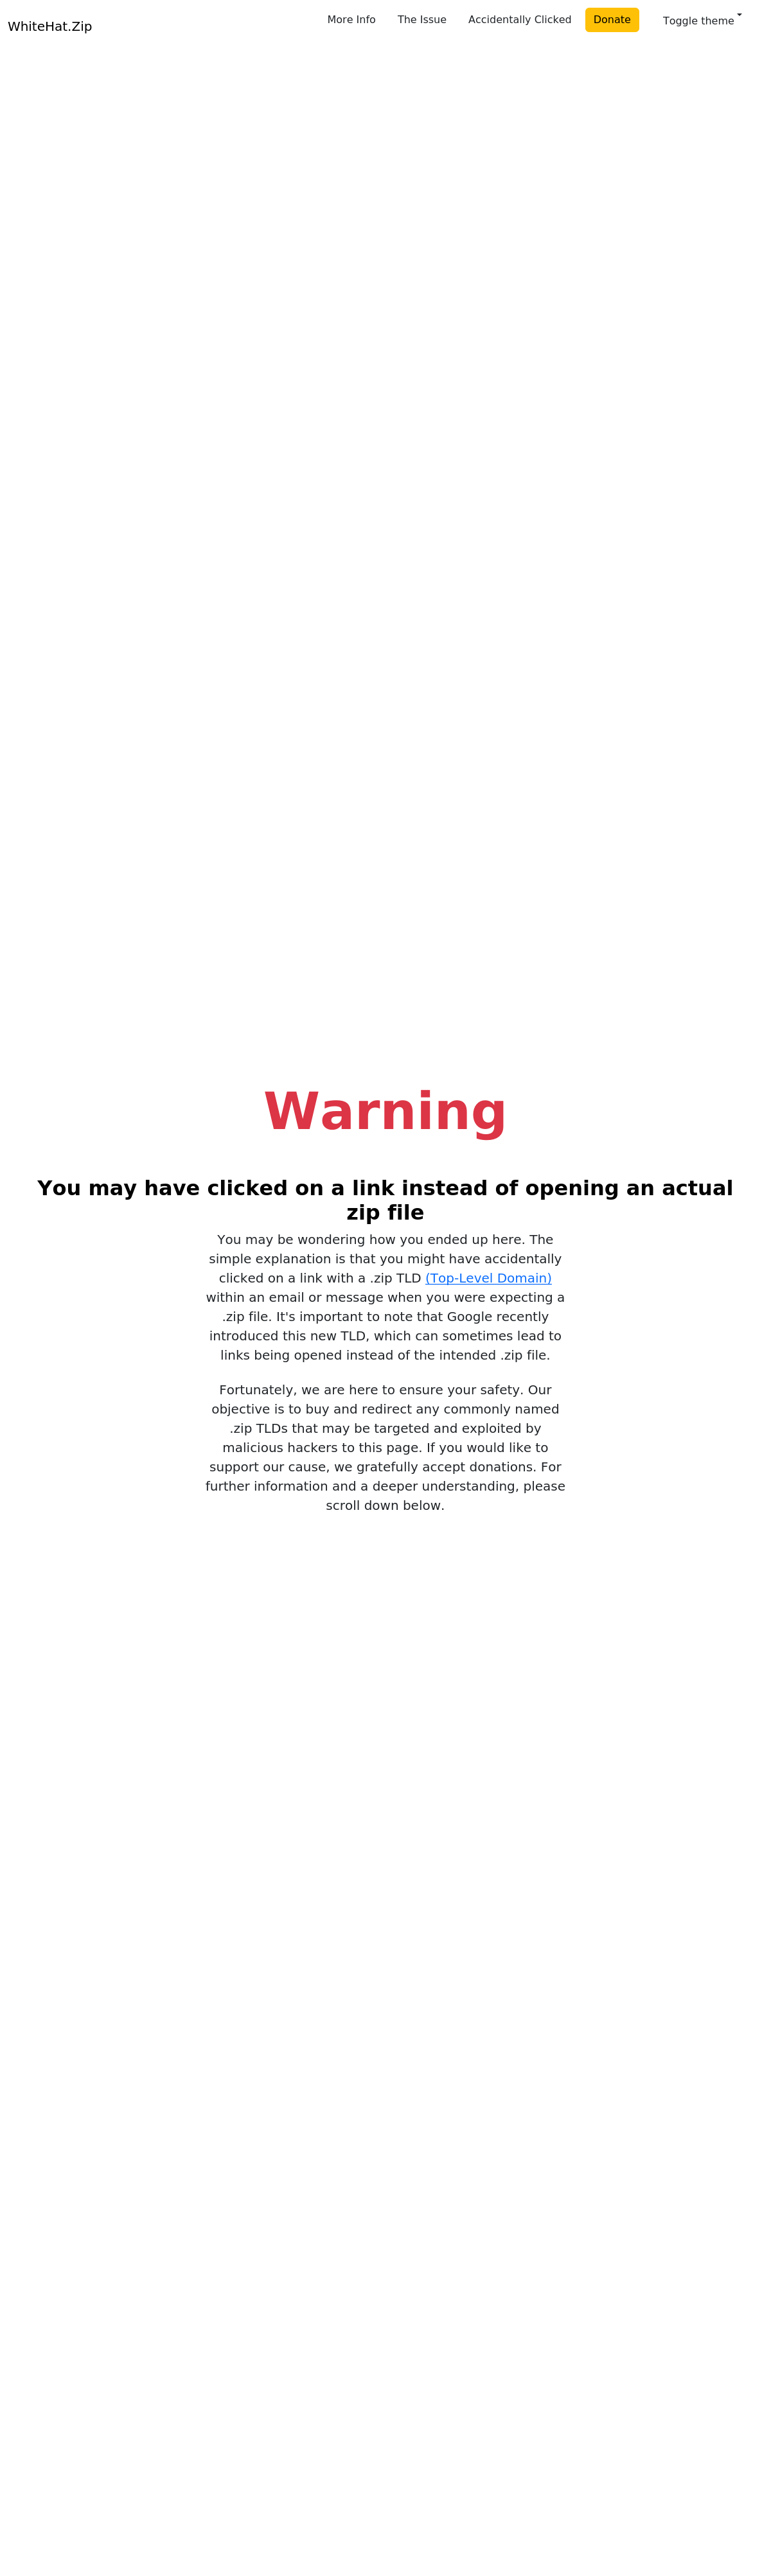 WhiteHat.Zip
More Info
The Issue
Accidentally Clicked
Donate
Toggle theme
Warning
You may have clicked on a link instead of opening an actual
zip file
You may be wondering how you ended up here. The
simple explanation is that you might have accidentally
clicked on a link with a .zip TLD (Top-Level Domain)
within an email or message when you were expecting a
.zip file. It's important to note that Google recently
introduced this new TLD, which can sometimes lead to
links being opened instead of the intended .zip file.
Fortunately, we are here to ensure your safety. Our
objective is to buy and redirect any commonly named
.zip TLDs that may be targeted and exploited by
malicious hackers to this page. If you would like to
support our cause, we gratefully accept donations. For
further information and a deeper understanding, please
scroll down below.